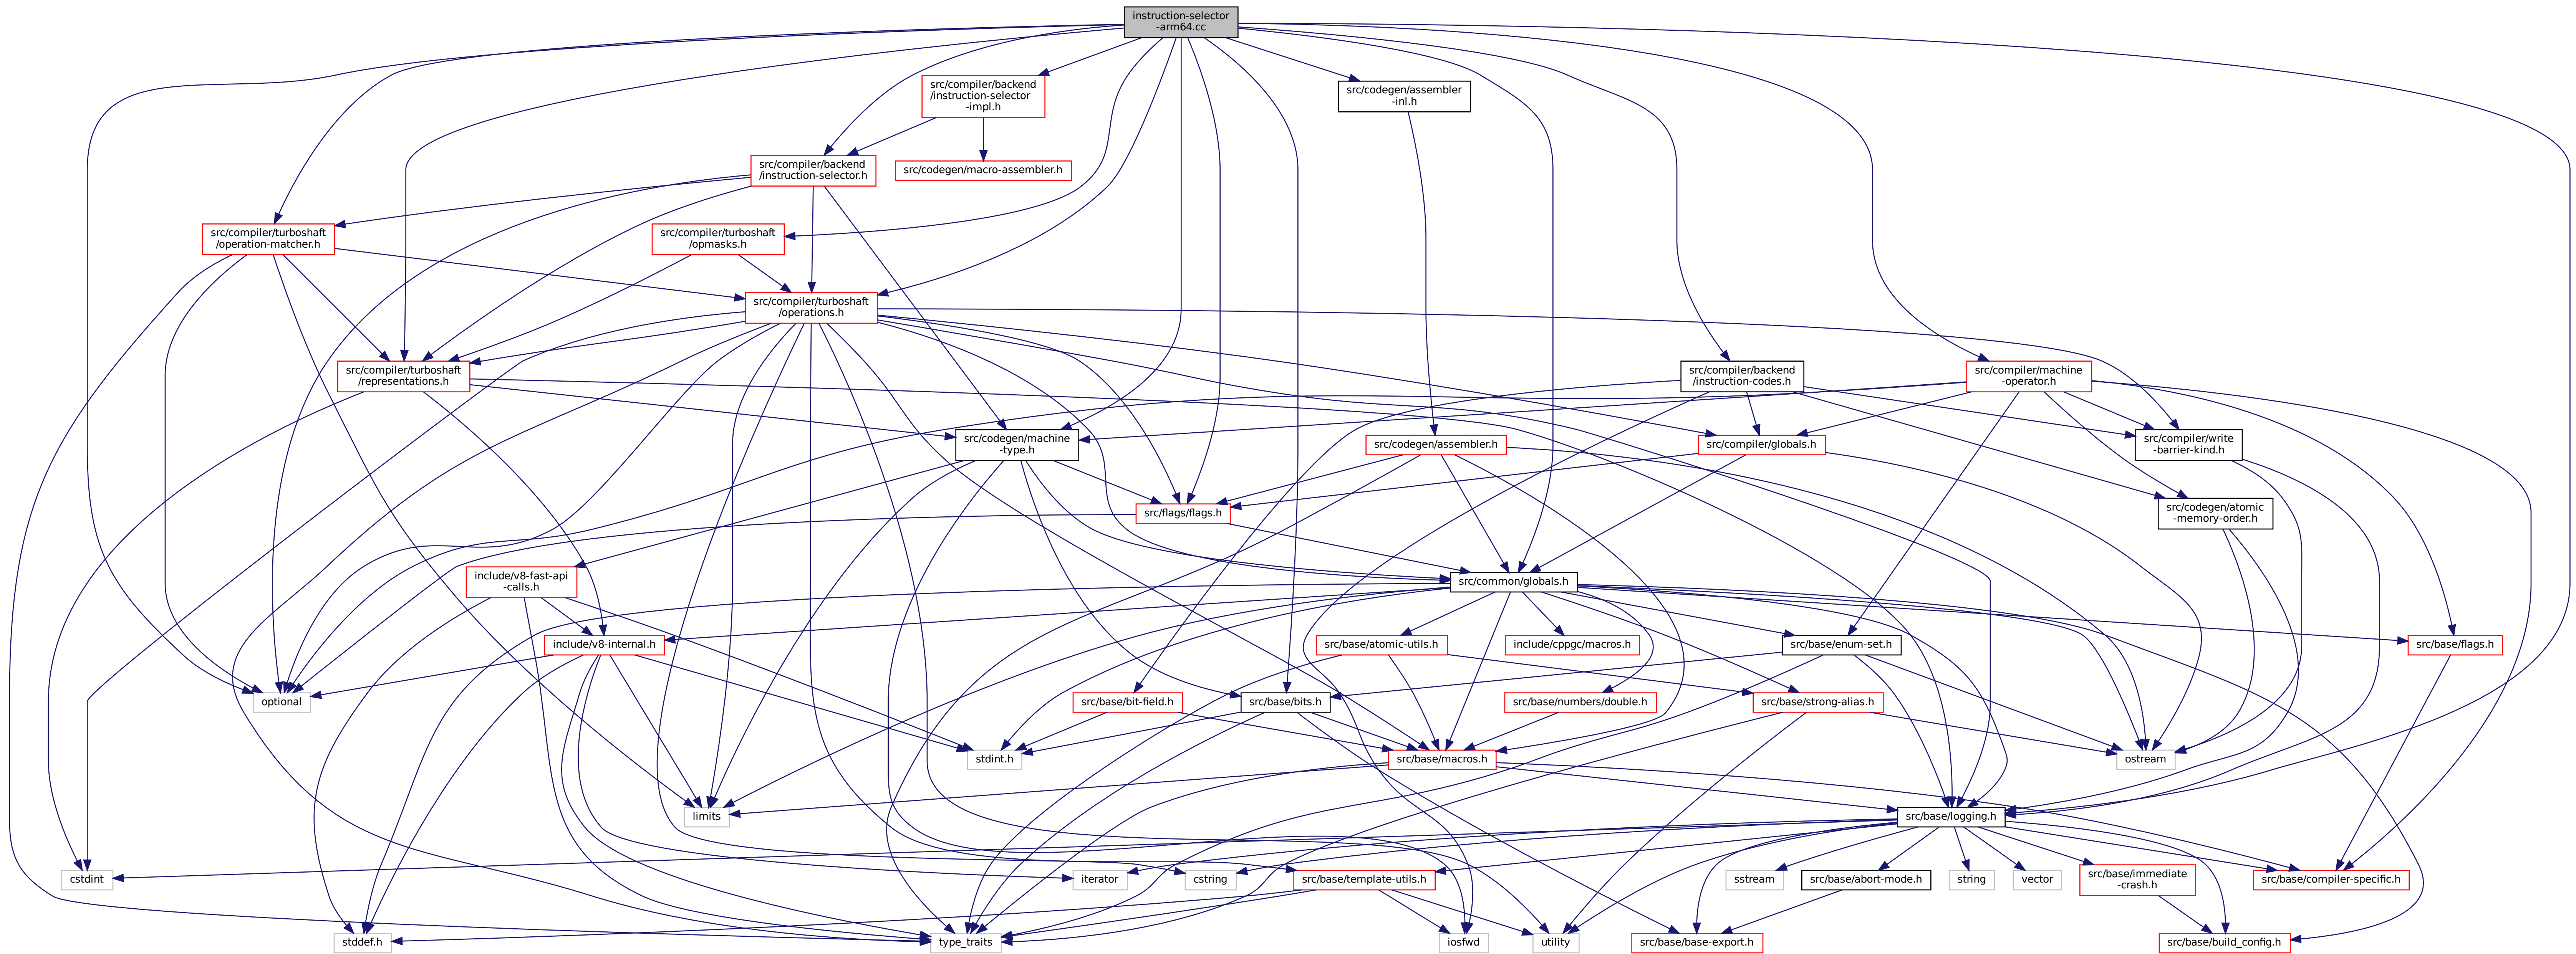 instruction-selector
-arm64.cc
src/compiler/backend
/instruction-selector
-impl.h
src/codegen/assembler
-inl.h
src/compiler/backend
/instruction-selector.h
src/codegen/macro-assembler.h
src/compiler/turboshaft
/operation-matcher.h
src/compiler/turboshaft
/opmasks.h
src/compiler/turboshaft
/operations.h
src/compiler/turboshaft
/representations.h
src/compiler/backend
/instruction-codes.h
src/compiler/machine
-operator.h
src/codegen/machine
-type.h
src/codegen/assembler.h
src/compiler/globals.h
src/compiler/write
-barrier-kind.h
src/flags/flags.h
src/codegen/atomic
-memory-order.h
include/v8-fast-api
-calls.h
src/common/globals.h
include/v8-internal.h
src/base/atomic-utils.h
include/cppgc/macros.h
src/base/enum-set.h
src/base/flags.h
optional
src/base/bit-field.h
src/base/bits.h
src/base/numbers/double.h
src/base/strong-alias.h
stdint.h
src/base/macros.h
ostream
limits
src/base/logging.h
cstdint
iterator
cstring
src/base/template-utils.h
sstream
src/base/abort-mode.h
string
vector
src/base/immediate
-crash.h
src/base/compiler-specific.h
stddef.h
type_traits
iosfwd
utility
src/base/base-export.h
src/base/build_config.h